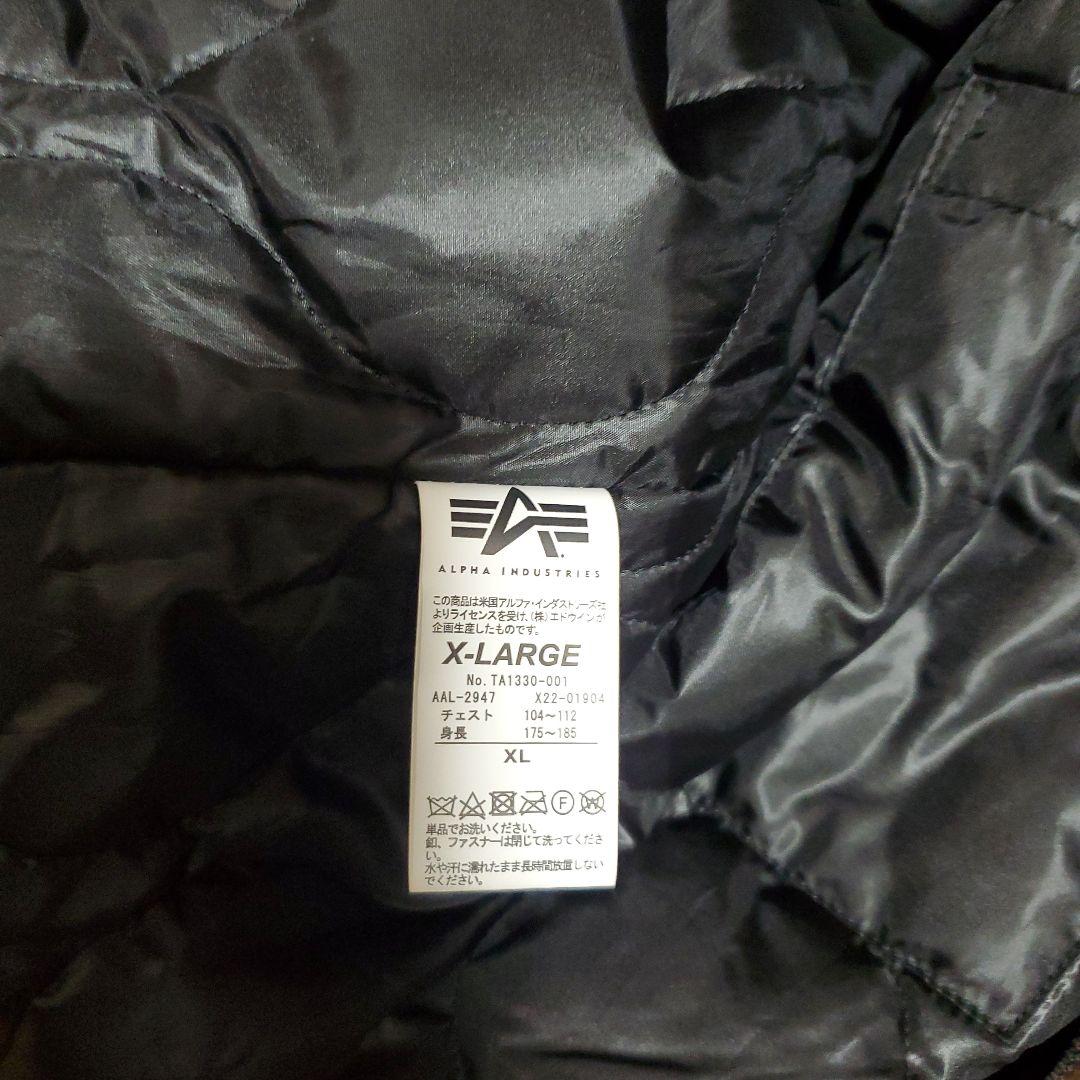 ALPHA INDUSTRIES
この商品は米国アルファ・インダストリーズ社
よりライセンスを受け、(株)エドウインが
企画生産したものです。
X-LARGE
No. TA1330-001
AAL-2947 X22-01904
チェスト 104～112
身長 175～185
XL
F
W
単品でお洗いください。
釦、ファスナーは閉じて洗ってくださ
い。
水や汗に濡れたまま長時間放置しない
でください。